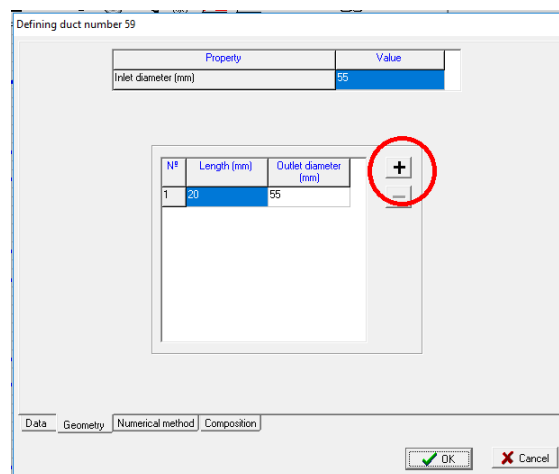 Defining duct number 59
Property Value
Inlet diameter (mm) 55
Nº Length (mm) Outlet diameter
(mm)
1 20 55
+
−
Data Geometry Numerical method Composition
OK Cancel